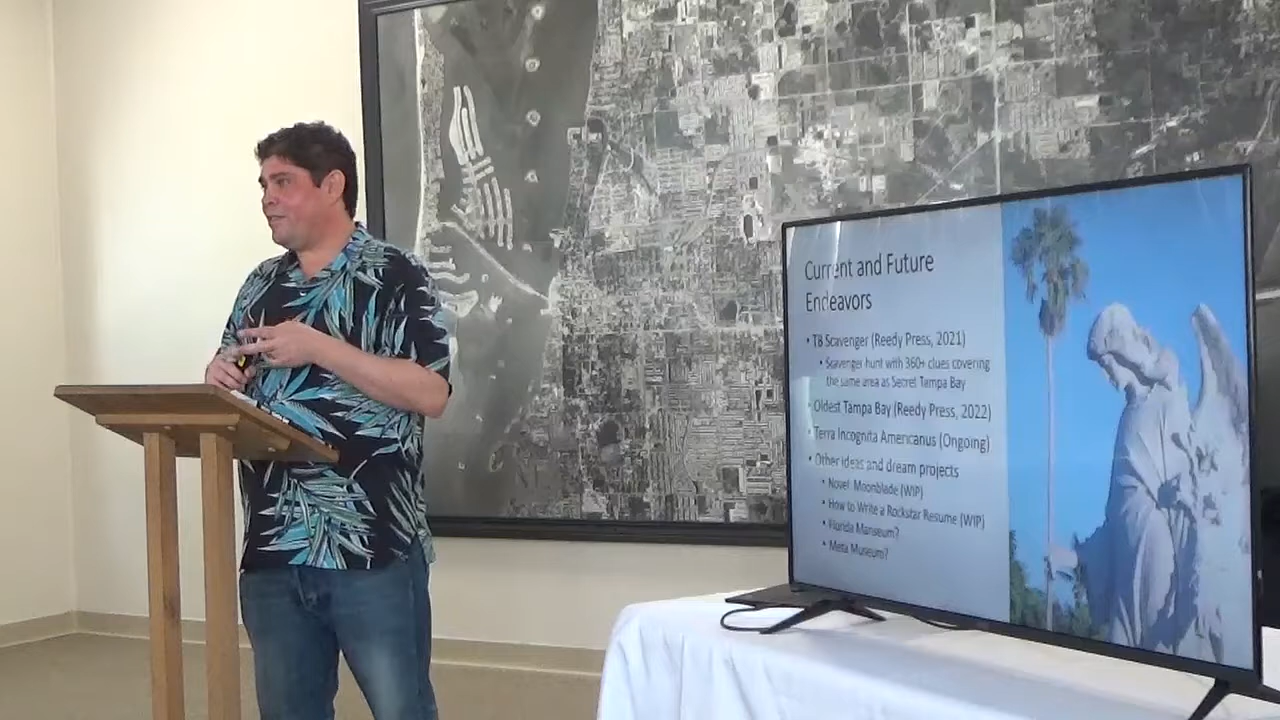 Current and Future
Endeavors
• TB Scavenger (Reedy Press, 2021)
• Scavenger hunt with 360+ clues covering
the same area as Secret Tampa Bay
• Oldest Tampa Bay (Reedy Press, 2022)
• Terra Incognita Americanus (Ongoing)
• Other ideas and dream projects
• Novel: Moonblade (WIP)
• How to Write a Rockstar Resume (WIP)
• Florida Manseum?
• Meta Museum?